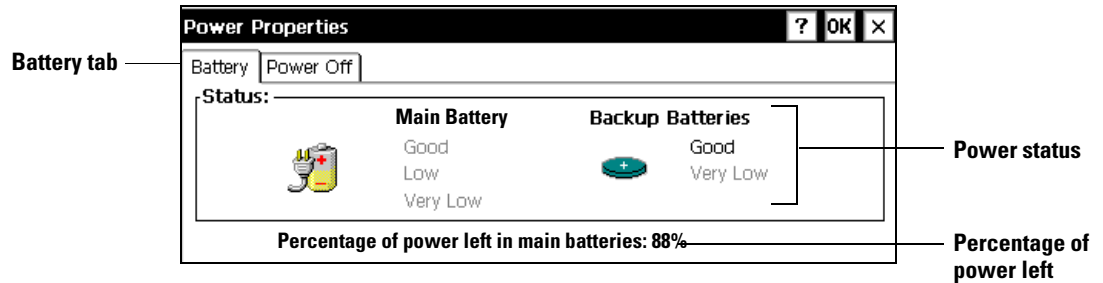 Power Properties ? OK ×
Battery tab
Battery Power Off
Status:
Main Battery Backup Batteries
Good Good
Low Very Low
Very Low
Power status
Percentage of power left in main batteries: 88%
Percentage of
power left